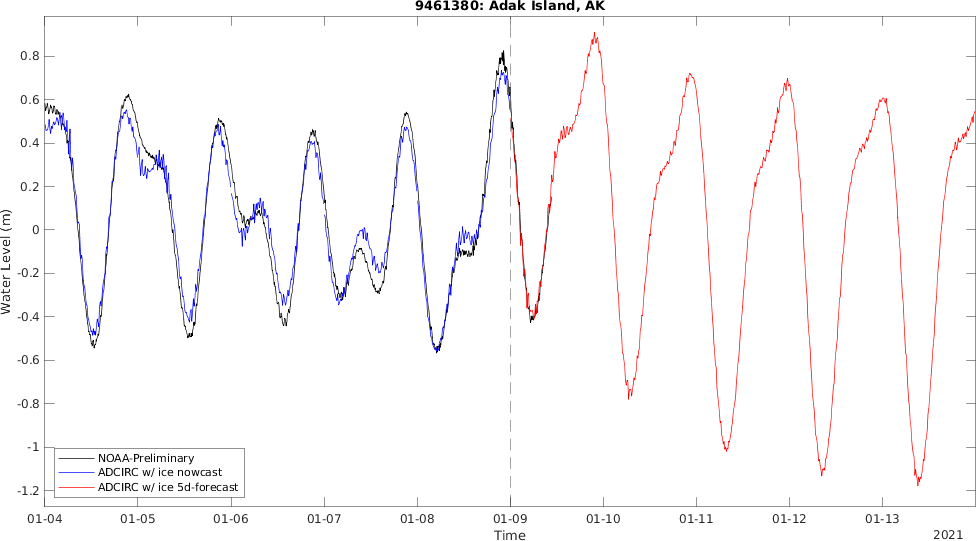 9461380: Adak Island, AK
Water Level (m)
0.8
0.6
0.4
0.2
0
-0.2
-0.4
-0.6
-0.8
-1
-1.2
NOAA-Preliminary
ADCIRC w/ ice nowcast
ADCIRC w/ ice 5d-forecast
01-04 01-05 01-06 01-07 01-08 01-09 01-10 01-11 01-12 01-13
Time
2021